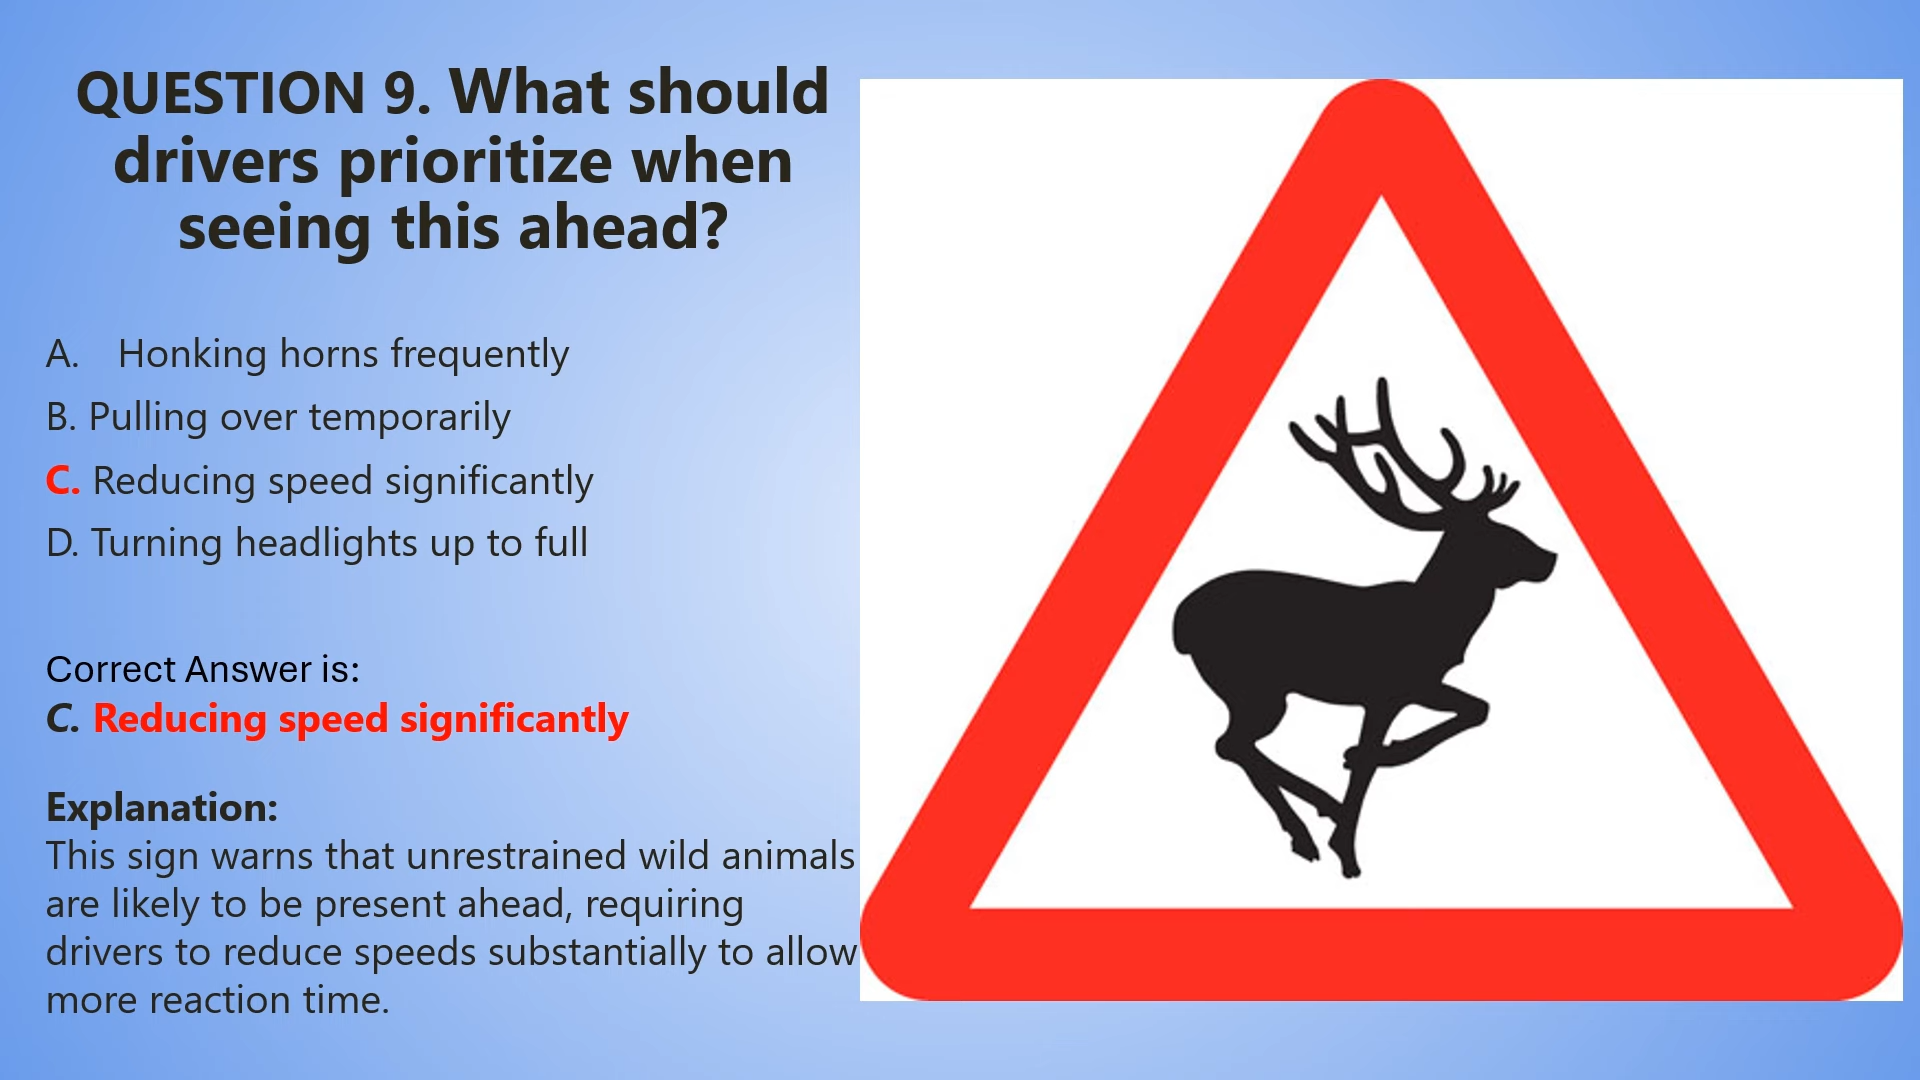 QUESTION 9. What should
drivers prioritize when
seeing this ahead?
A. Honking horns frequently
B. Pulling over temporarily
C. Reducing speed significantly
D. Turning headlights up to full
Correct Answer is:
C. Reducing speed significantly
Explanation:
This sign warns that unrestrained wild animals
are likely to be present ahead, requiring
drivers to reduce speeds substantially to allow
more reaction time.